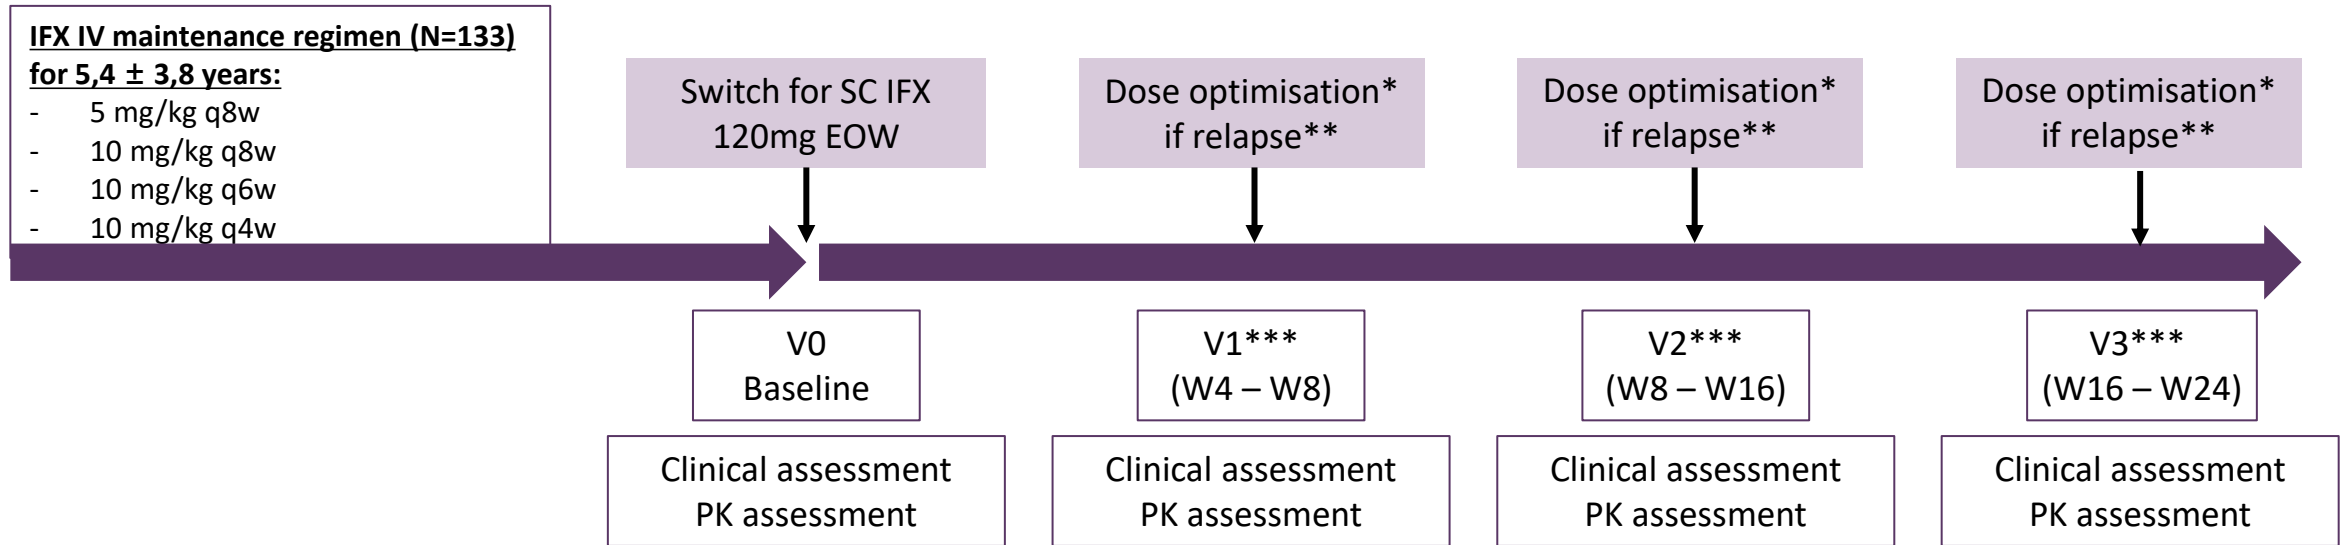 IFX IV maintenance regimen (N=133)
for 5,4 ± 3,8 years:
- 5 mg/kg q8w
- 10 mg/kg q8w
- 10 mg/kg q6w
- 10 mg/kg q4w
Switch for SC IFX
120mg EOW
Dose optimisation*
if relapse**
Dose optimisation*
if relapse**
Dose optimisation*
if relapse**
V0
Baseline
V1***
(W4 – W8)
V2***
(W8 – W16)
V3***
(W16 – W24)
Clinical assessment
PK assessment
Clinical assessment
PK assessment
Clinical assessment
PK assessment
Clinical assessment
PK assessment